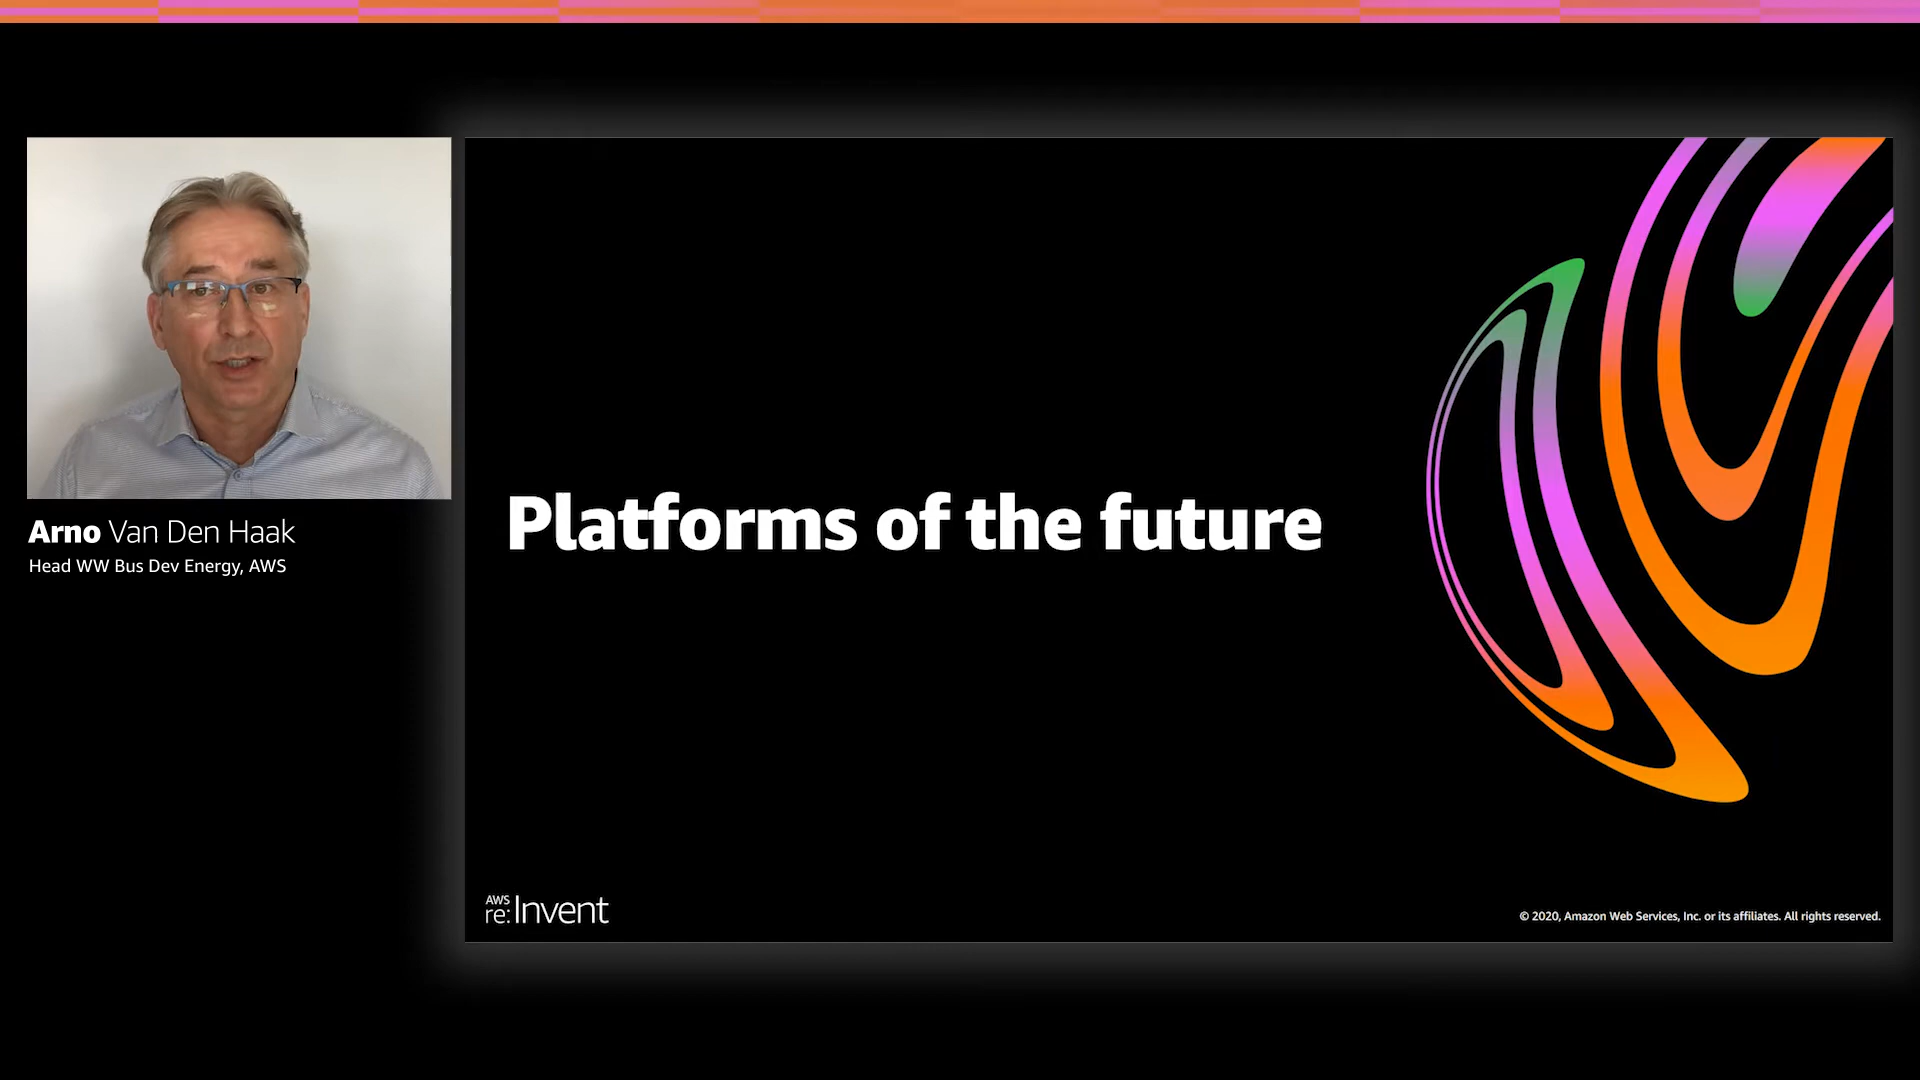 Arno Van Den Haak
Head WW Bus Dev Energy, AWS
Platforms of the future
AWS
re:Invent
© 2020, Amazon Web Services, Inc. or its affiliates. All rights reserved.